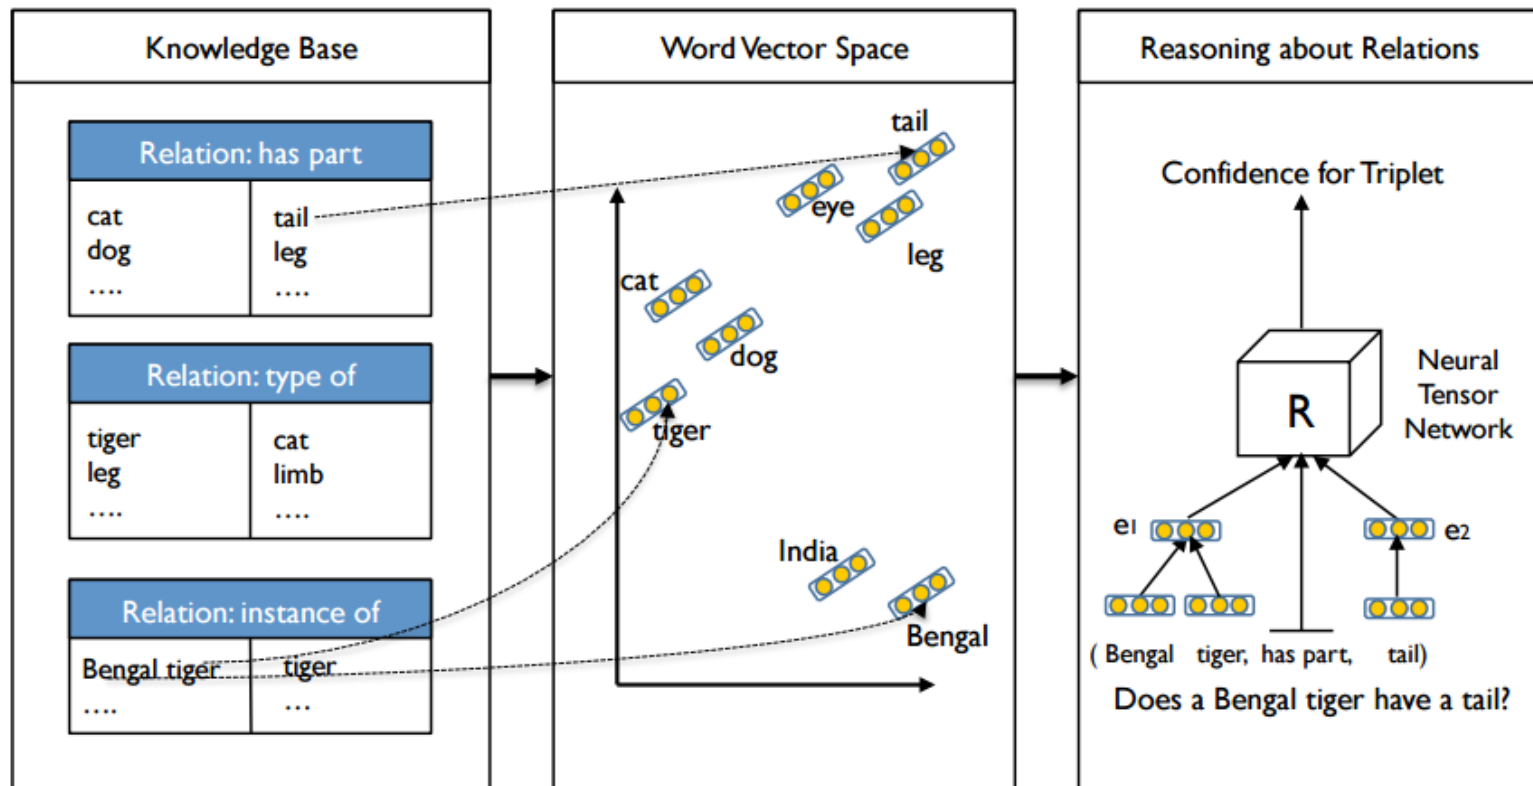 Knowledge Base
Relation: has part
cat
dog
....
tail
leg
....
Relation: type of
tiger
leg
....
cat
limb
....
Relation: instance of
Bengal tiger
....
tiger
...
Word Vector Space
tail
eye
leg
cat
dog
tiger
India
Bengal
Reasoning about Relations
Confidence for Triplet
R
Neural
Tensor
Network
e1
e2
( Bengal tiger, has part, tail)
Does a Bengal tiger have a tail?